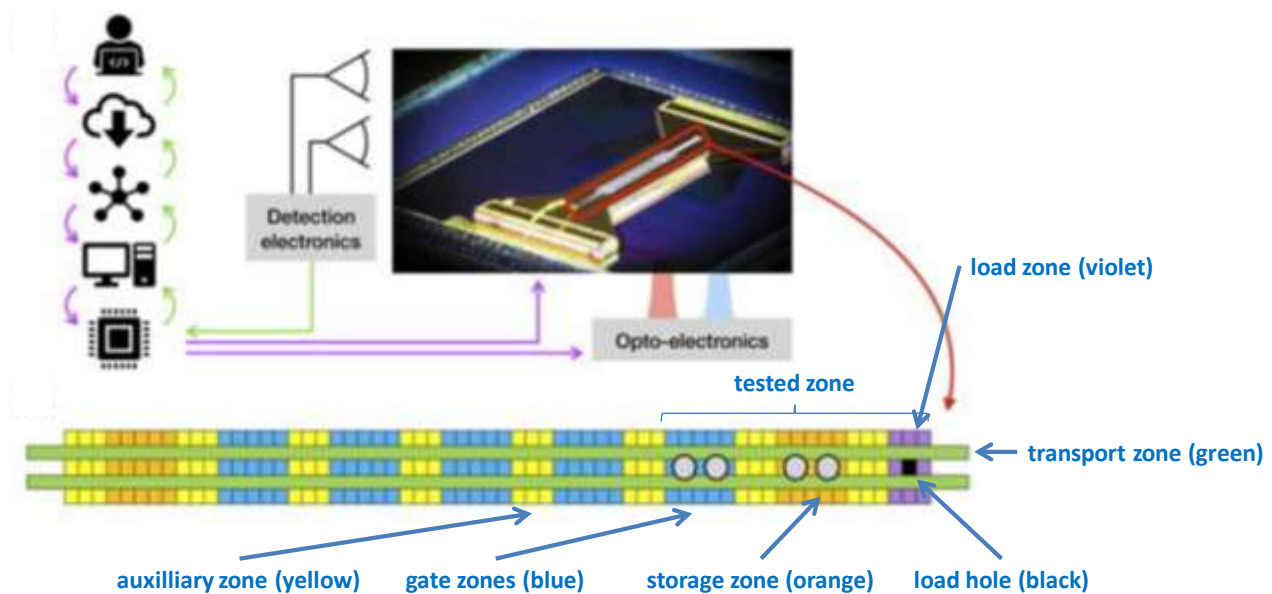 </>
Detection
electronics
Opto-electronics
load zone (violet)
tested zone
transport zone (green)
auxilliary zone (yellow)
gate zones (blue)
storage zone (orange)
load hole (black)